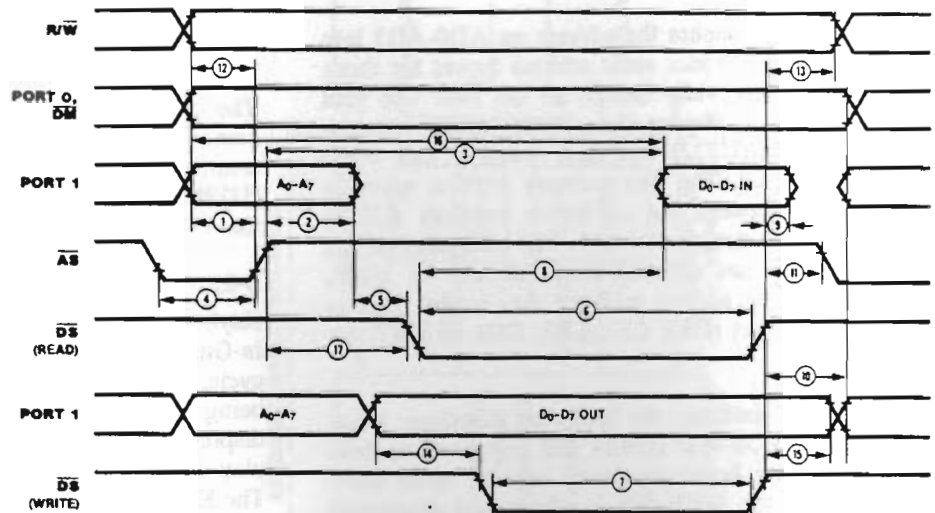 R/W
12
13
PORT 0,
DM
16
3
PORT 1
A0–A7
D0–D7 IN
1
2
9
AS
8
11
4
5
6
DS
(READ)
17
10
PORT 1
A0–A7
D0–D7 OUT
14
15
DS
(WRITE)
7